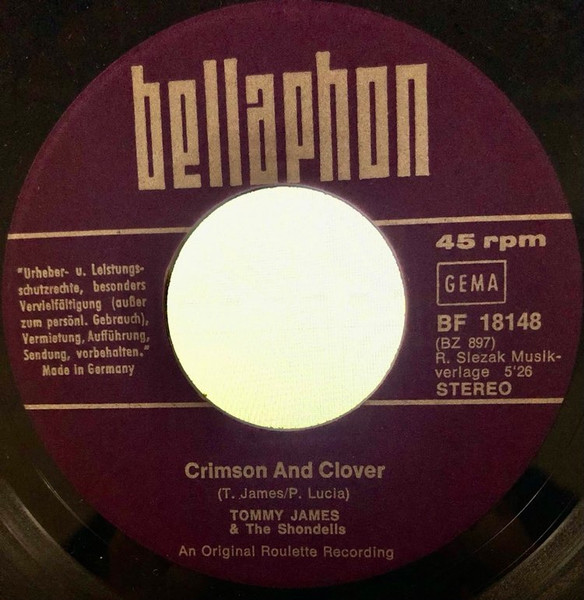 bellaphon
45 rpm
GEMA
BF 18148
(BZ 897)
R. Slezak Musik-
verlage 5'26
STEREO
"Urheber- u. Leistungs-
schutzrechte, besonders
Vervielfältigung (außer
zum persönl. Gebrauch),
Vermietung, Aufführung,
Sendung, vorbehalten."
Made in Germany
Crimson And Clover
(T. James/P. Lucia)
TOMMY JAMES
& The Shondells
An Original Roulette Recording